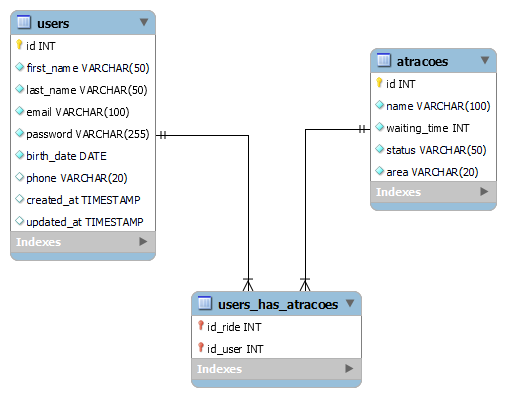 users
id INT
first_name VARCHAR(50)
last_name VARCHAR(50)
email VARCHAR(100)
password VARCHAR(255)
birth_date DATE
phone VARCHAR(20)
created_at TIMESTAMP
updated_at TIMESTAMP
Indexes
atracoes
id INT
name VARCHAR(100)
waiting_time INT
status VARCHAR(50)
area VARCHAR(20)
Indexes
users_has_atracoes
id_ride INT
id_user INT
Indexes